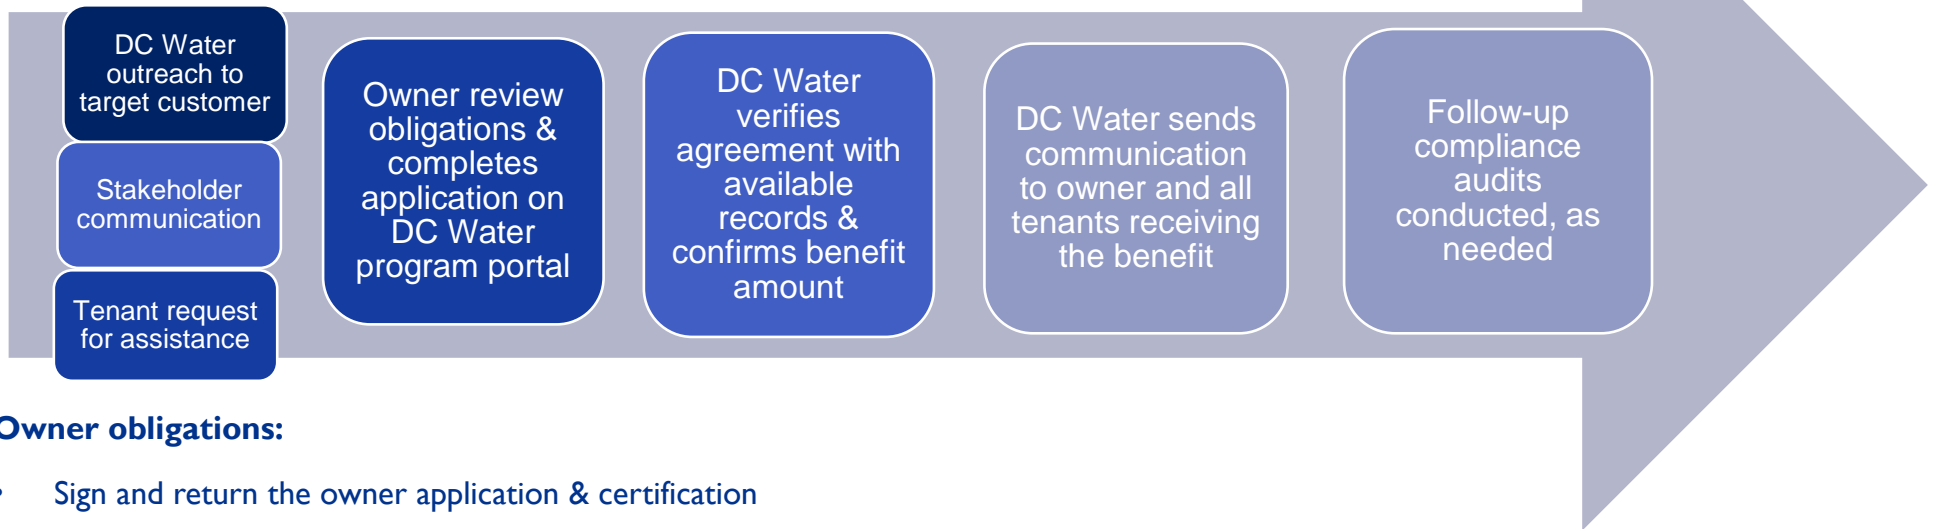 DC Water
outreach to
target customer
Stakeholder
communication
Tenant request
for assistance
Owner review
obligations &
completes
application on
DC Water
program portal
DC Water
verifies
agreement with
available
records &
confirms benefit
amount
DC Water sends
communication
to owner and all
tenants receiving
the benefit
Follow-up
compliance
audits
conducted, as
needed
Owner obligations:
• Sign and return the owner application & certification